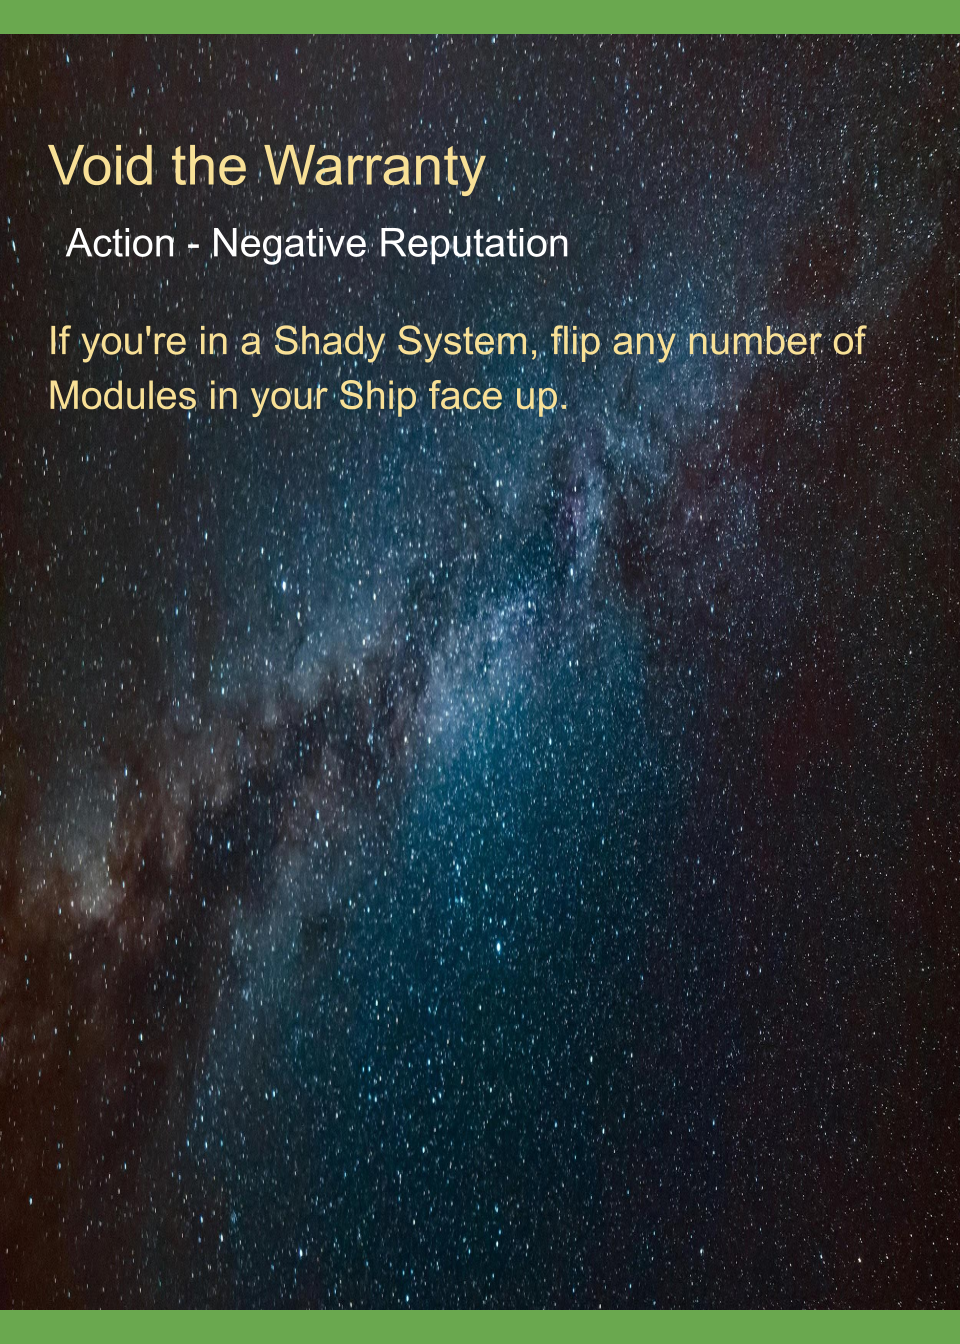 Void the Warranty
Action - Negative Reputation
If you're in a Shady System, flip any number of
Modules in your Ship face up.